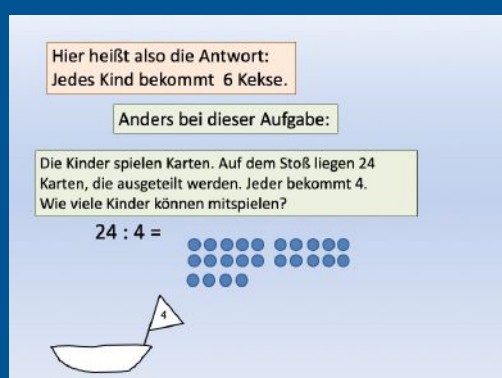 Hier heißt also die Antwort:
Jedes Kind bekommt 6 Kekse.
Anders bei dieser Aufgabe:
Die Kinder spielen Karten. Auf dem Stoß liegen 24
Karten, die ausgeteilt werden. Jeder bekommt 4.
Wie viele Kinder können mitspielen?
24 : 4 =
4